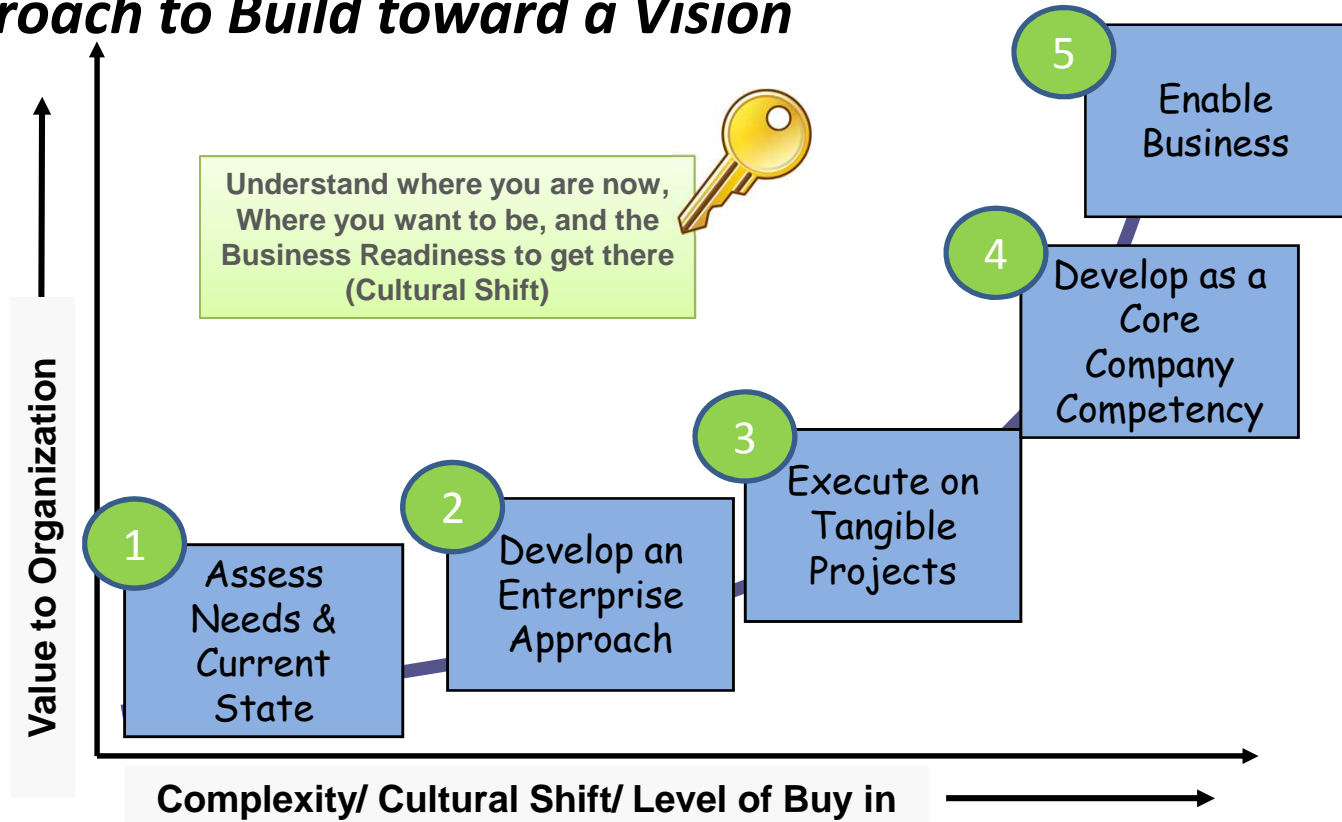 roach to Build toward a Vision
5
Enable
Business
Understand where you are now,
Where you want to be, and the
Business Readiness to get there
(Cultural Shift)
4
Develop as a
Core
Company
Competency
3
Execute on
Tangible
Projects
2
Develop an
Enterprise
Approach
1
Assess
Needs &
Current
State
Value to Organization
Complexity/ Cultural Shift/ Level of Buy in